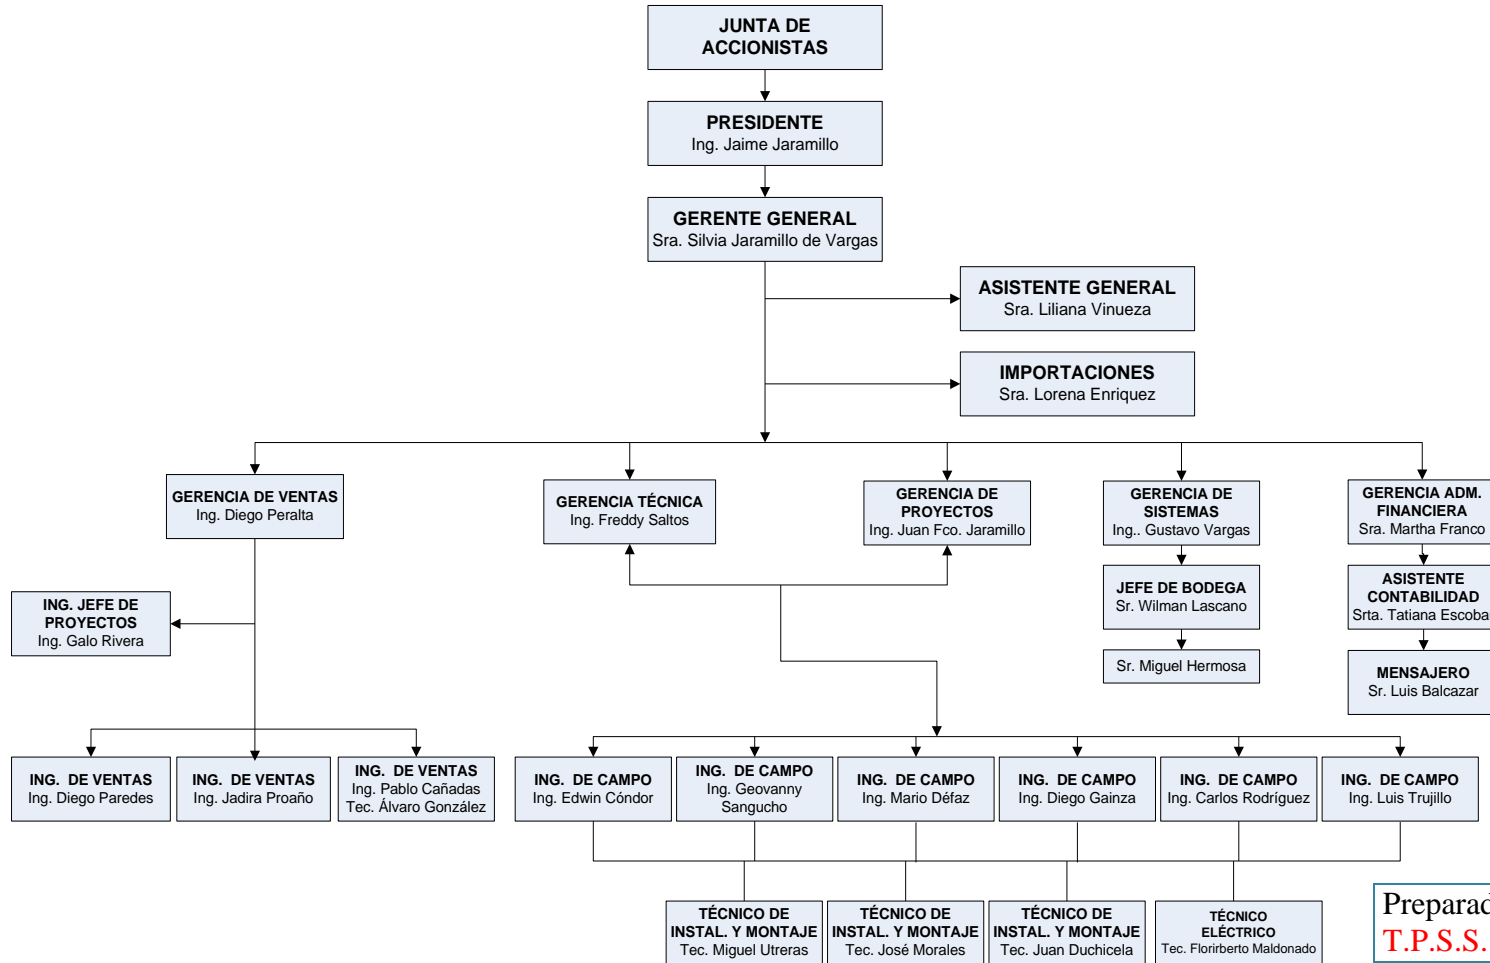 JUNTA DE
ACCIONISTAS
PRESIDENTE
Ing. Jaime Jaramillo
GERENTE GENERAL
Sra. Silvia Jaramillo de Vargas
ASISTENTE GENERAL
Sra. Liliana Vinueza
IMPORTACIONES
Sra. Lorena Enriquez
GERENCIA DE VENTAS
Ing. Diego Peralta
GERENCIA TÉCNICA
Ing. Freddy Saltos
GERENCIA DE
PROYECTOS
Ing. Juan Fco. Jaramillo
GERENCIA DE
SISTEMAS
Ing.. Gustavo Vargas
GERENCIA ADM.
FINANCIERA
Sra. Martha Franco
ING. JEFE DE
PROYECTOS
Ing. Galo Rivera
JEFE DE BODEGA
Sr. Wilman Lascano
Sr. Miguel Hermosa
ASISTENTE
CONTABILIDAD
Srta. Tatiana Escoba
MENSAJERO
Sr. Luis Balcazar
ING. DE VENTAS
Ing. Diego Paredes
ING. DE VENTAS
Ing. Jadira Proaño
ING. DE VENTAS
Ing. Pablo Cañadas
Tec. Álvaro González
ING. DE CAMPO
Ing. Edwin Cóndor
ING. DE CAMPO
Ing. Geovanny
Sangucho
ING. DE CAMPO
Ing. Mario Défaz
ING. DE CAMPO
Ing. Diego Gainza
ING. DE CAMPO
Ing. Carlos Rodríguez
ING. DE CAMPO
Ing. Luis Trujillo
TÉCNICO DE
INSTAL. Y MONTAJE
Tec. Miguel Utreras
TÉCNICO DE
INSTAL. Y MONTAJE
Tec. José Morales
TÉCNICO DE
INSTAL. Y MONTAJE
Tec. Juan Duchicela
TÉCNICO
ELÉCTRICO
Tec. Florirberto Maldonado
Preparad
T.P.S.S.